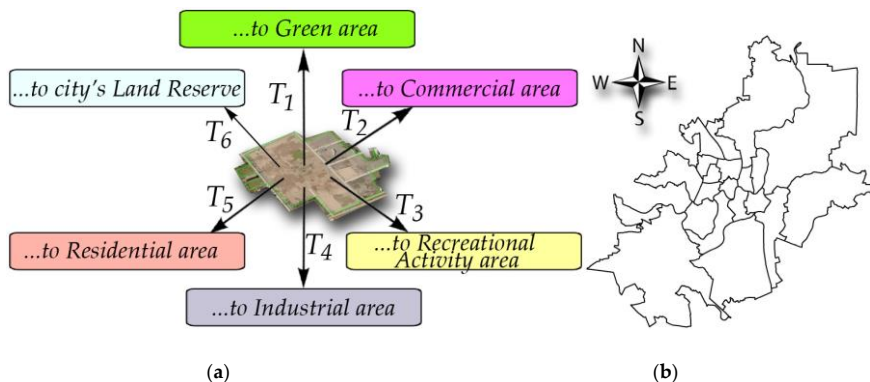 ...to Green area
...to city's Land Reserve
...to Commercial area
T1
T2
T6
T5
T3
T4
...to Residential area
...to Recreational
Activity area
...to Industrial area
N
W E
S
(a) (b)